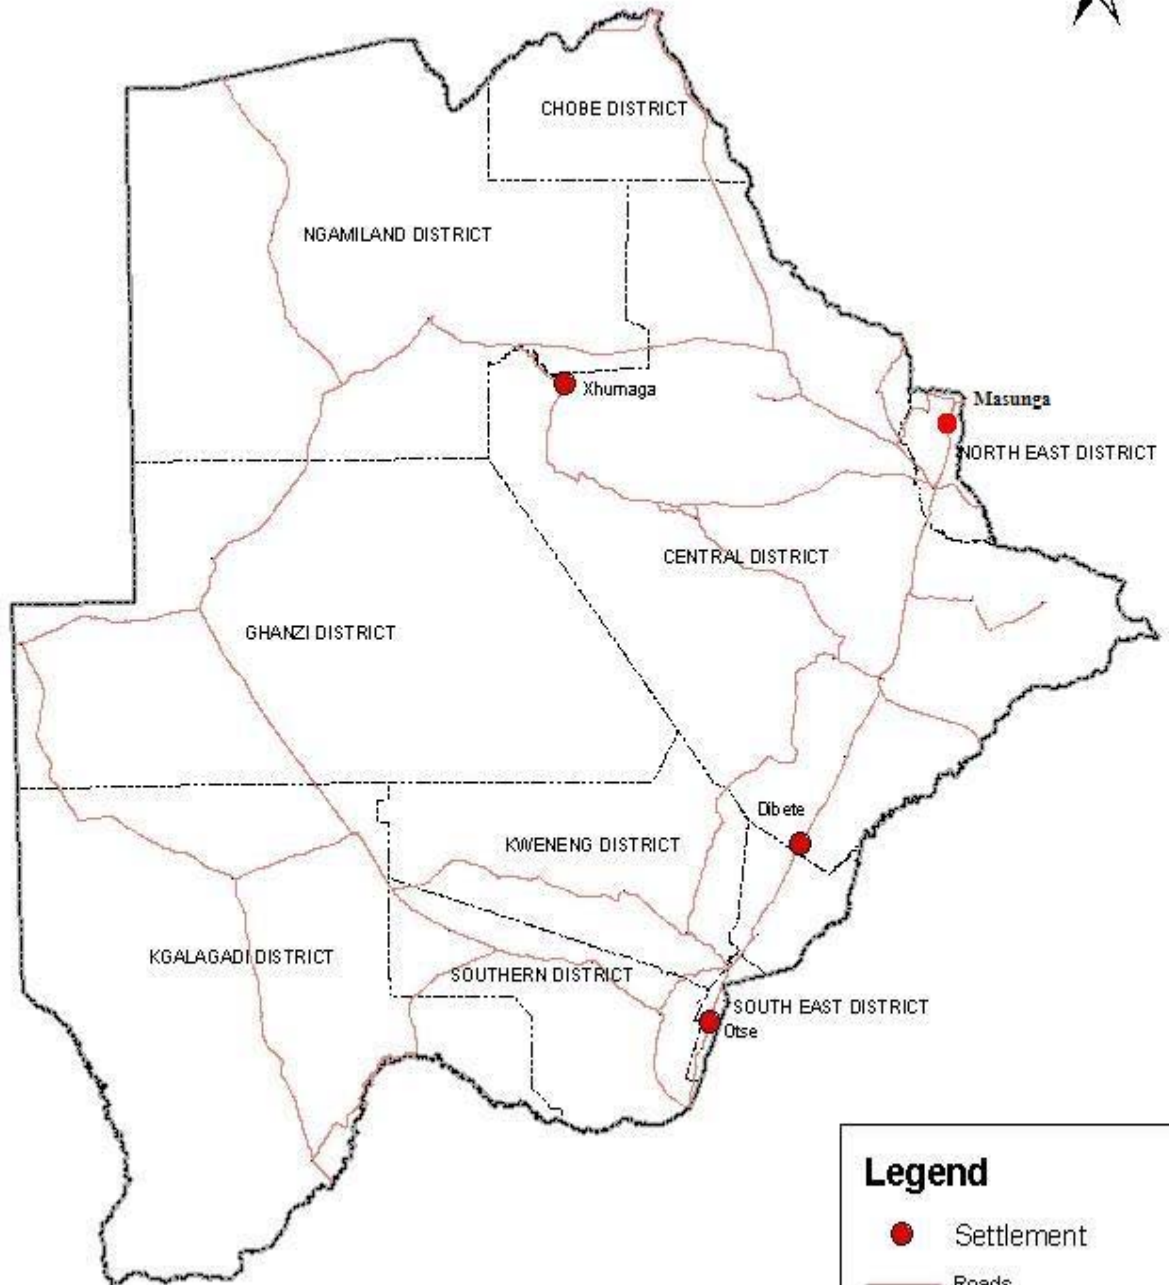 CHOBE DISTRICT
NGAMILAND DISTRICT
Xhumaga
Masunga
NORTH EAST DISTRICT
CENTRAL DISTRICT
GHANZI DISTRICT
Dibete
KWENENG DISTRICT
KGALAGADI DISTRICT
SOUTHERN DISTRICT
SOUTH EAST DISTRICT
Otse
Legend
Settlement
Roads